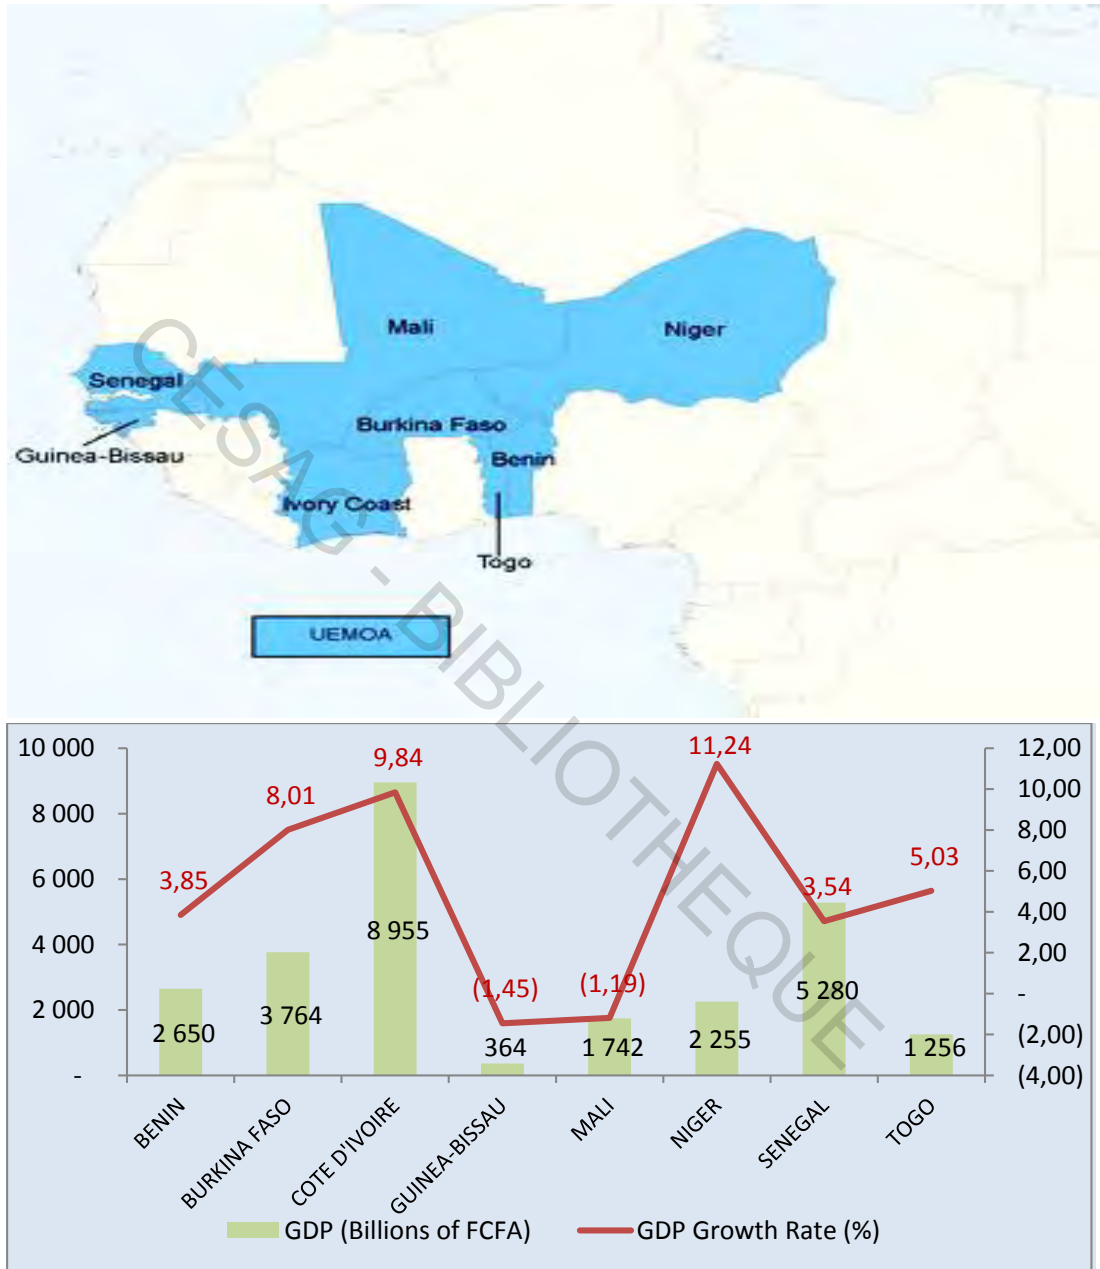 Mali
Niger
Senegal
Burkina Faso
Guinea-Bissau
Benin
Ivory Coast
Togo
UEMOA
CESAG - BIBLIOTHEQUE
10 000
8 000
6 000
4 000
2 000
-
12,00
10,00
8,00
6,00
4,00
2,00
-
(2,00)
(4,00)
3,85
8,01
9,84
(1,45)
(1,19)
11,24
3,54
5,03
2 650
3 764
8 955
364
1 742
2 255
5 280
1 256
BENIN
BURKINA FASO
COTE D'IVOIRE
GUINEA-BISSAU
MALI
NIGER
SENEGAL
TOGO
GDP (Billions of FCFA)
GDP Growth Rate (%)